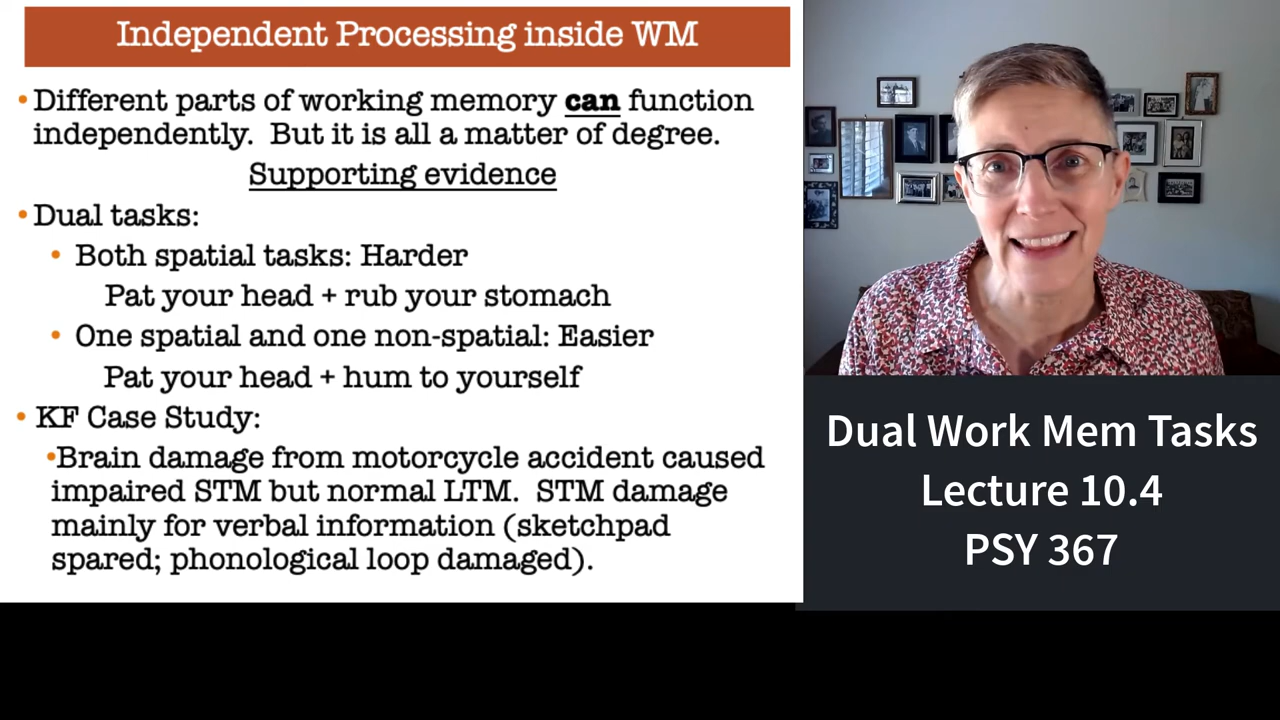 Independent Processing inside WM
•Different parts of working memory can function
independently.  But it is all a matter of degree.
Supporting evidence
•Dual tasks:
• Both spatial tasks: Harder
Pat your head + rub your stomach
• One spatial and one non-spatial: Easier
Pat your head + hum to yourself
• KF Case Study:
•Brain damage from motorcycle accident caused
impaired STM but normal LTM.  STM damage
mainly for verbal information (sketchpad
spared; phonological loop damaged).
Dual Work Mem Tasks
Lecture 10.4
PSY 367